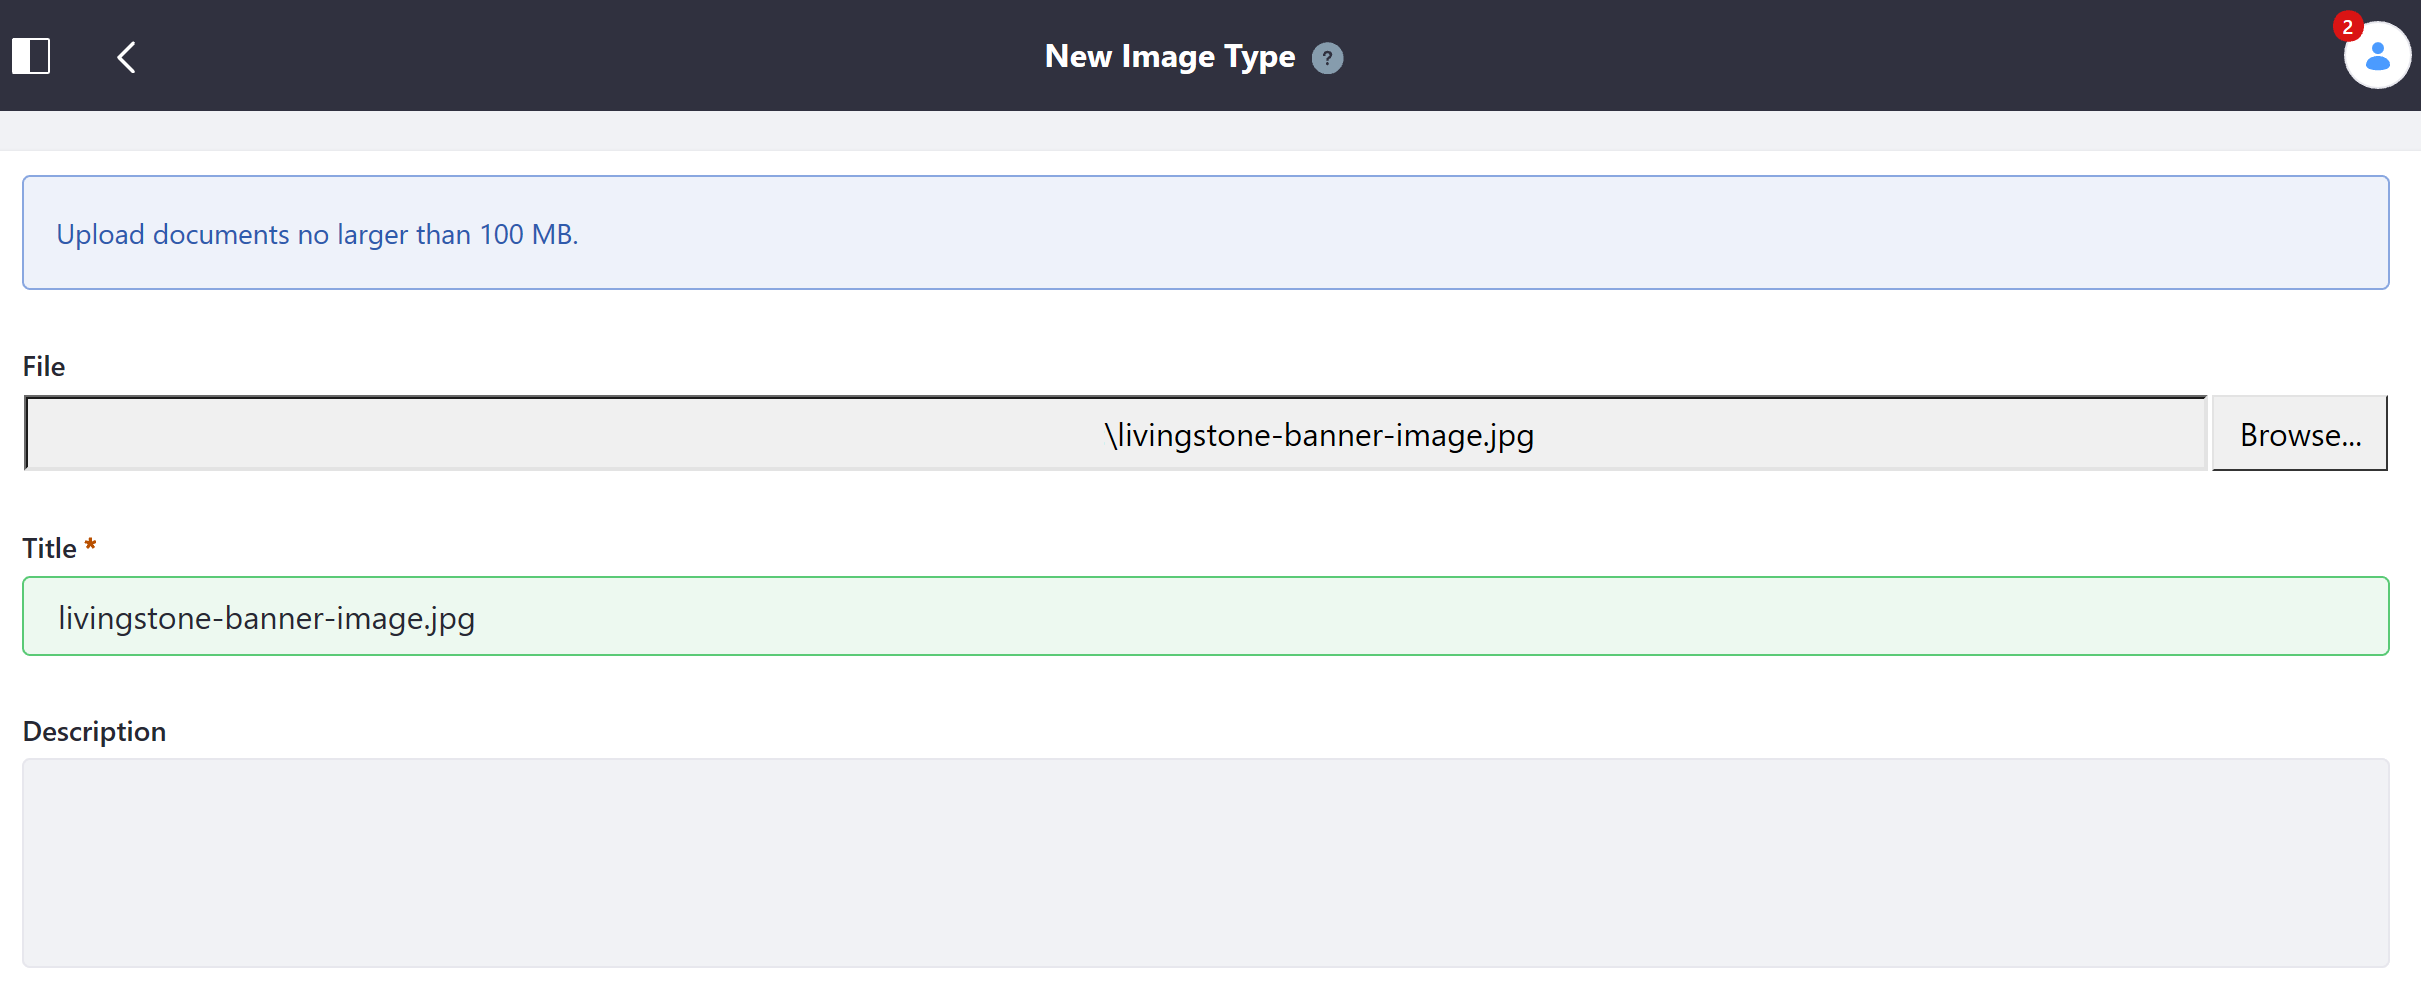 New Image Type ?
2
Upload documents no larger than 100 MB.
File
\livingstone-banner-image.jpg
Browse...
Title *
livingstone-banner-image.jpg
Description